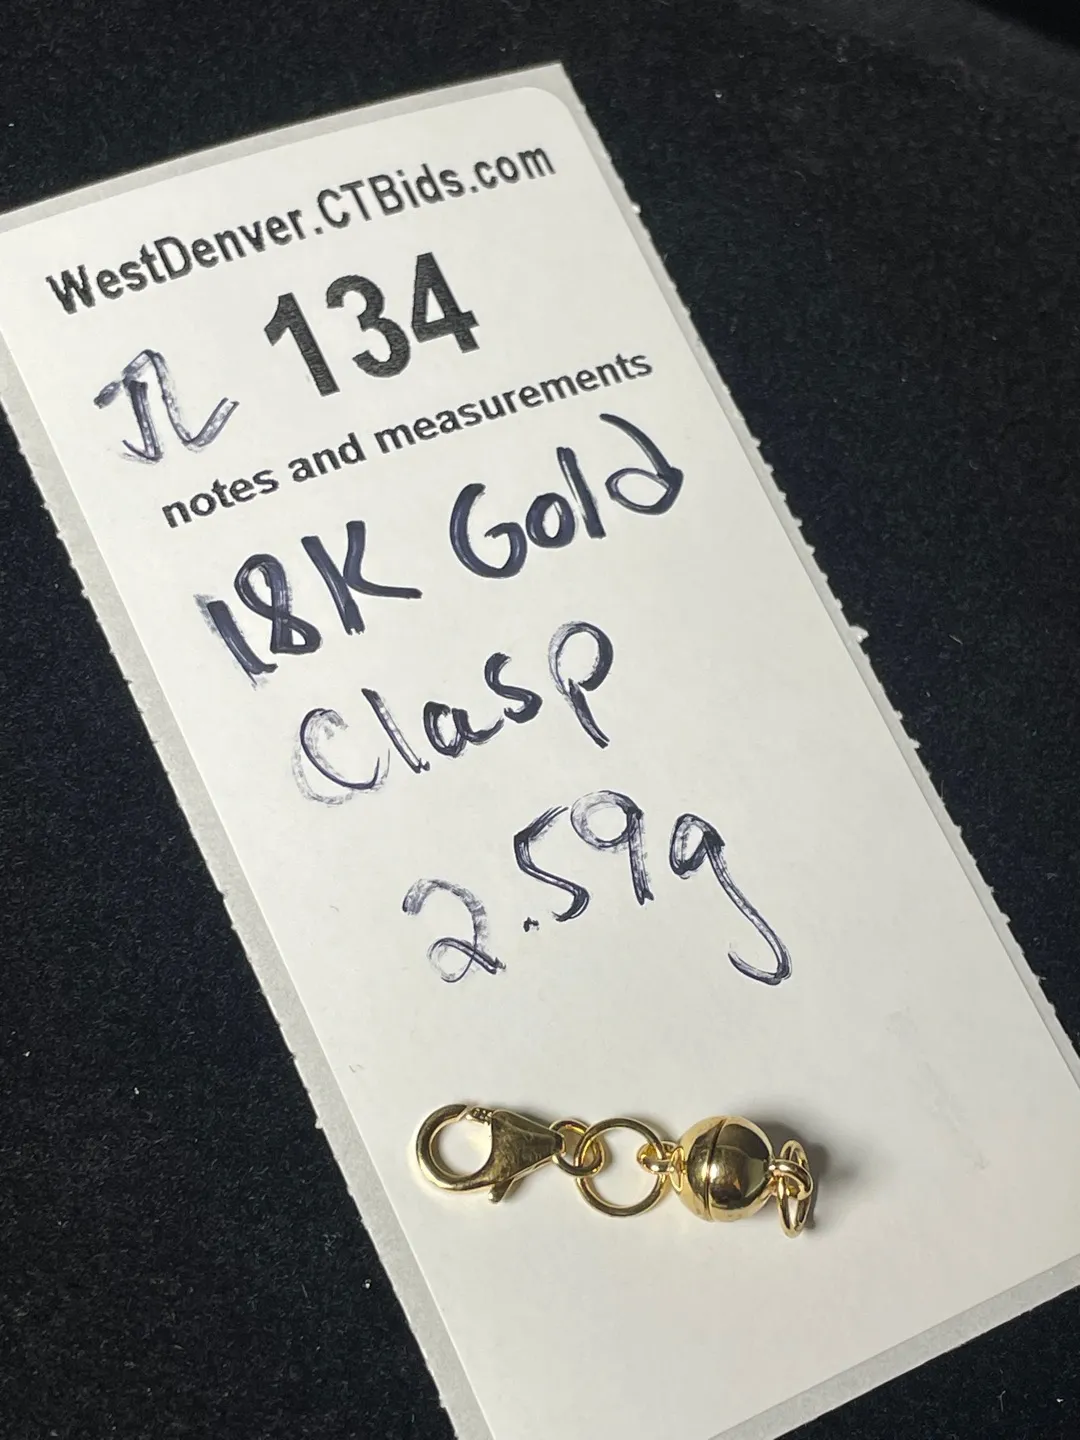 WestDenver.CTBids.com
JL 134
notes and measurements
18K Gold
Clasp
2.59g